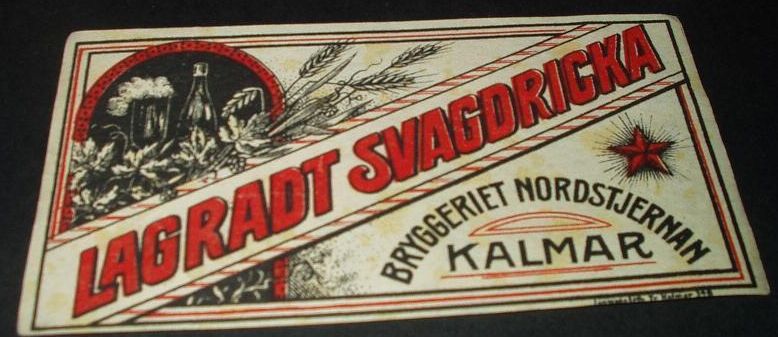 LAGRADT SVAGDRICKA
BRYGGERIET NORDSTJERNAN
KALMAR